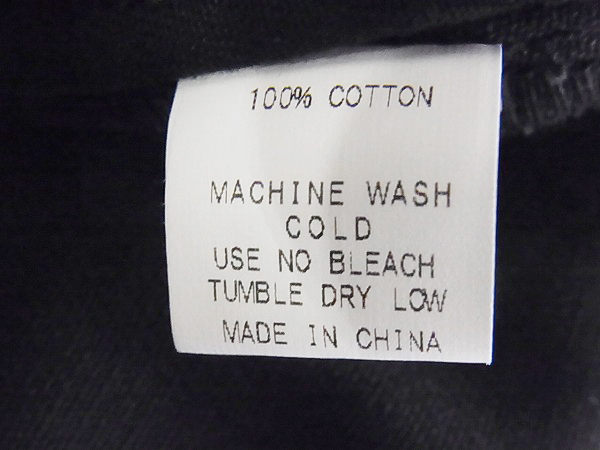 100% COTTON
MACHINE WASH
COLD
USE NO BLEACH
TUMBLE DRY LOW
MADE IN CHINA